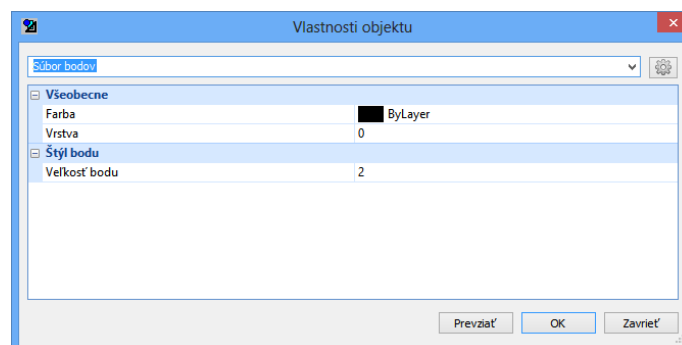 Vlastnosti objektu
Súbor bodov
Všeobecne
Farba ByLayer
Vrstva 0
Štýl bodu
Veľkosť bodu 2
Prevziať OK Zavrieť